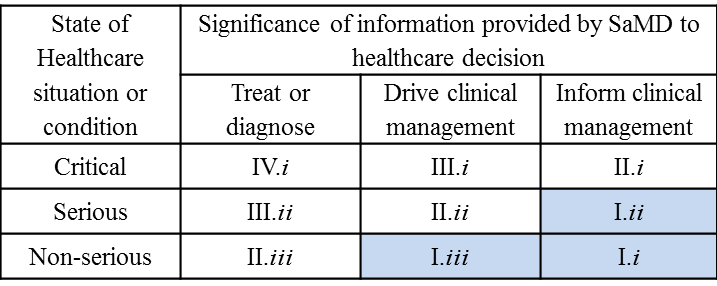 State of
Healthcare
situation or
condition
Significance of information provided by SaMD to
healthcare decision
Treat or
diagnose
Drive clinical
management
Inform clinical
management
Critical
IV.i
III.i
II.i
Serious
III.ii
II.ii
I.ii
Non-serious
II.iii
I.iii
I.i